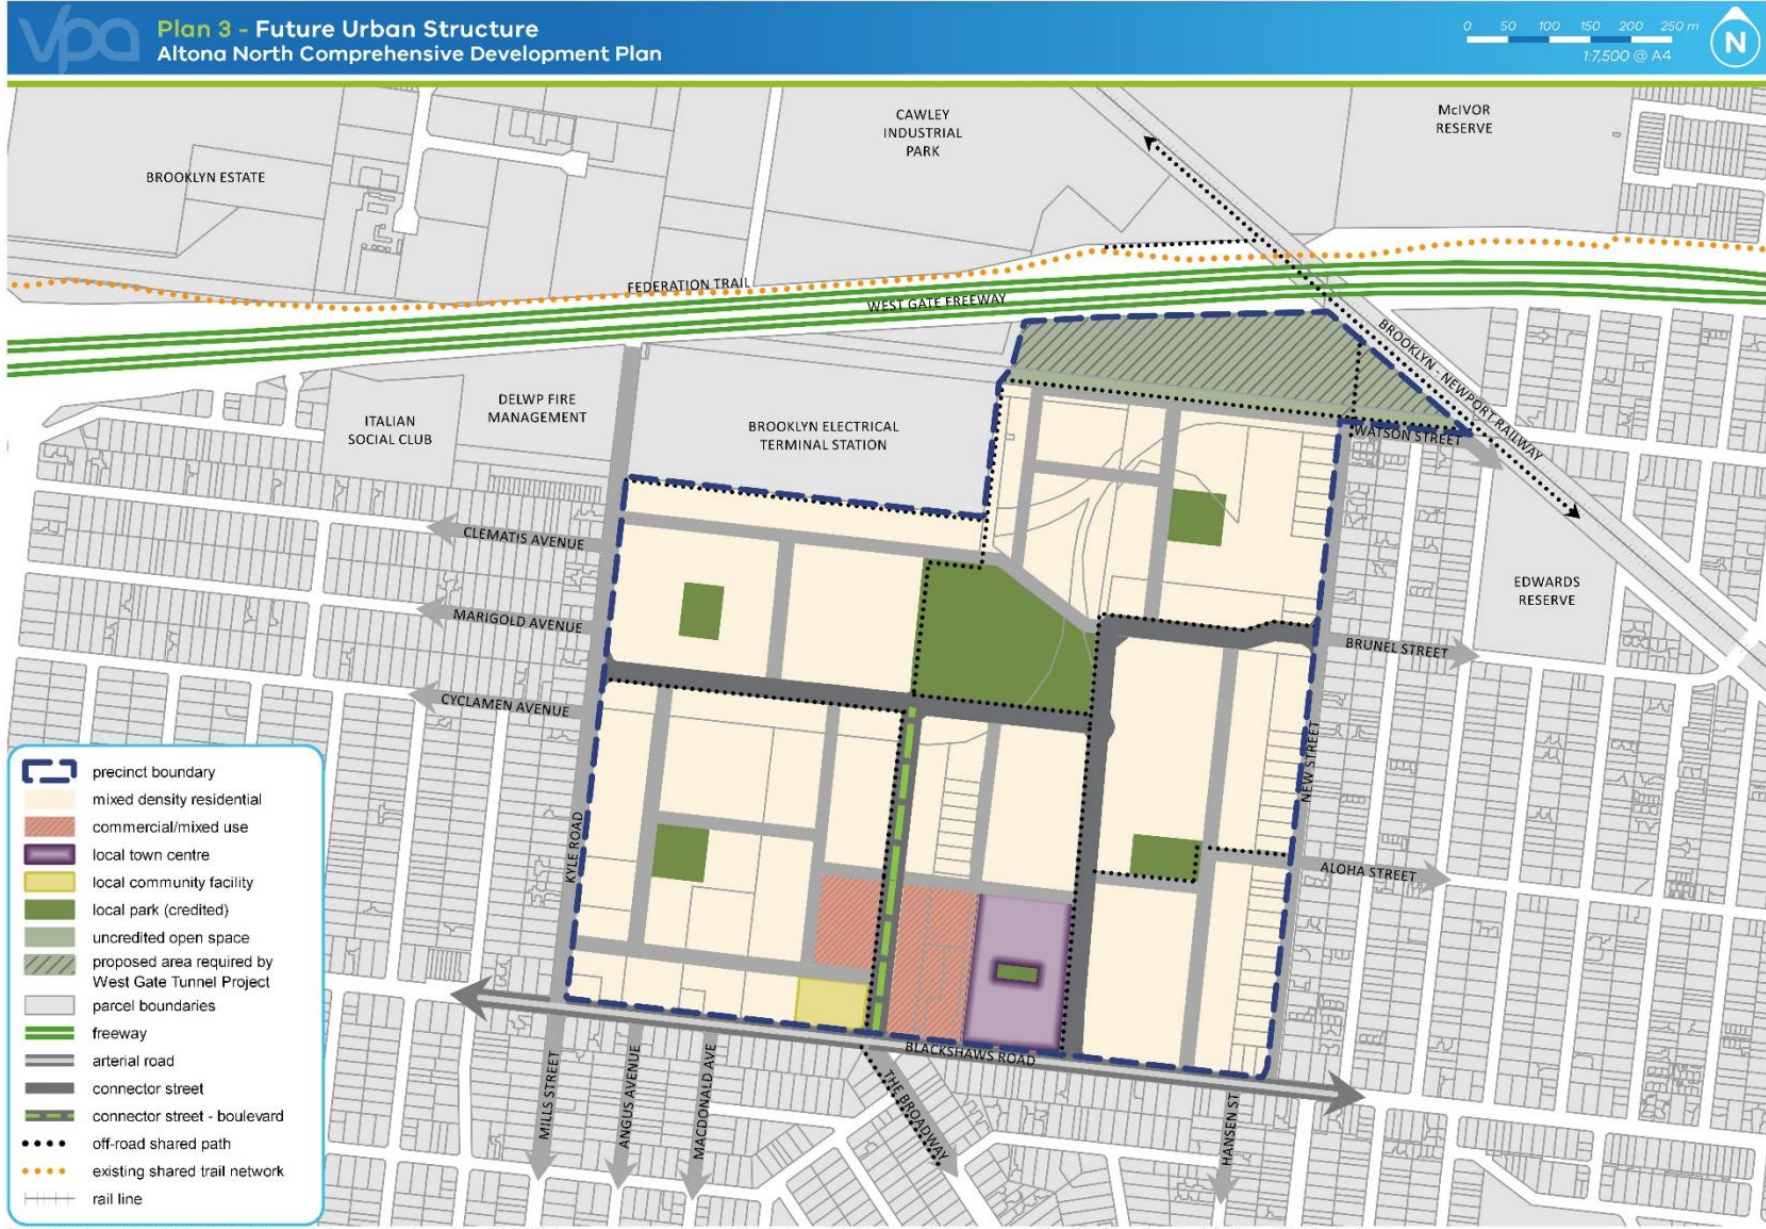 vpa
Plan 3 - Future Urban Structure
Altona North Comprehensive Development Plan
0 50 100 150 200 250 m
1:7,500 @ A4
N
CAWLEY
INDUSTRIAL
PARK
McIVOR
RESERVE
BROOKLYN ESTATE
FEDERATION TRAIL
WEST GATE FREEWAY
BROOKLYN - NEWPORT RAILWAY
DELWP FIRE
MANAGEMENT
ITALIAN
SOCIAL CLUB
BROOKLYN ELECTRICAL
TERMINAL STATION
WATSON STREET
CLEMATIS AVENUE
EDWARDS
RESERVE
MARIGOLD AVENUE
BRUNEL STREET
CYCLAMEN AVENUE
NEW STREET
KYLE ROAD
ALOHA STREET
BLACKSHAWS ROAD
MILLS STREET
ANGUS AVENUE
MACDONALD AVE
THE BROADWAY
HANSEN ST
precinct boundary
mixed density residential
commercial/mixed use
local town centre
local community facility
local park (credited)
uncredited open space
proposed area required by
West Gate Tunnel Project
parcel boundaries
freeway
arterial road
connector street
connector street - boulevard
off-road shared path
existing shared trail network
rail line